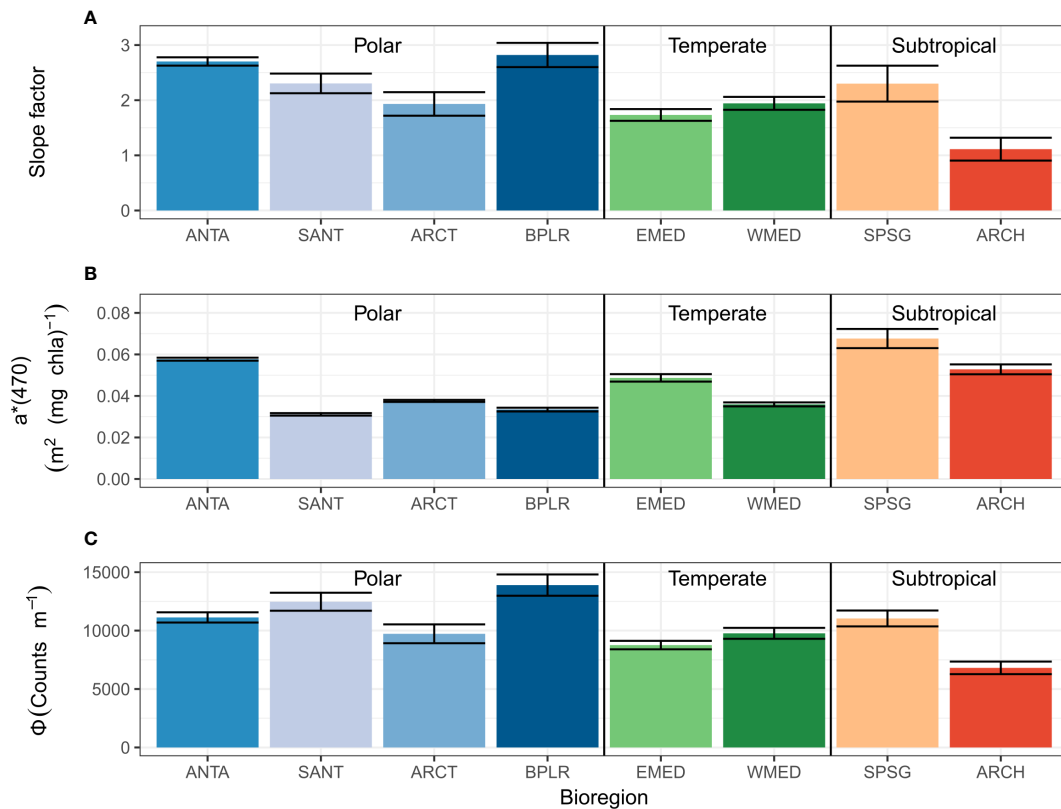 A
Polar Temperate Subtropical
Slope factor
3
2
1
0
ANTA SANT ARCT BPLR EMED WMED SPSG ARCH
B
Polar Temperate Subtropical
a*(470)
(m² (mg chla)⁻¹)
0.08
0.06
0.04
0.02
0.00
ANTA SANT ARCT BPLR EMED WMED SPSG ARCH
C
Polar Temperate Subtropical
Φ(Counts m⁻¹)
15000
10000
5000
0
ANTA SANT ARCT BPLR EMED WMED SPSG ARCH
Bioregion